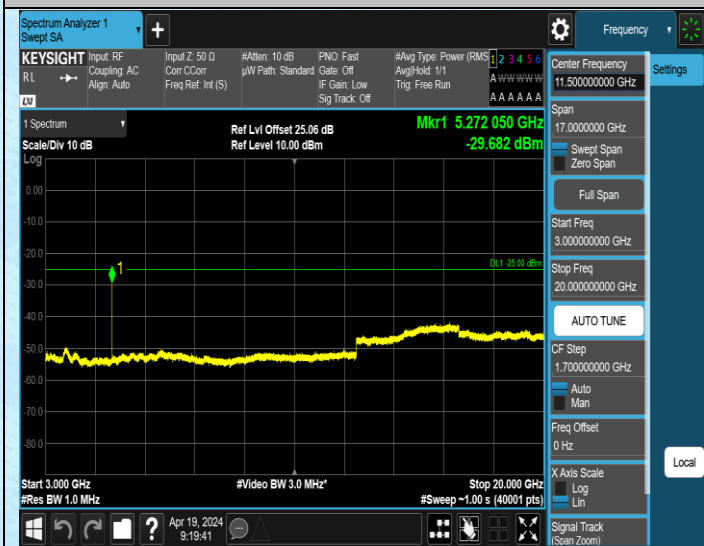 Spectrum Analyzer 1
Swept SA
+
Frequency
KEYSIGHT
RL
LXI
Input: RF
Coupling: AC
Align: Auto
Input Z: 50 Ω
Corr CCorr
Freq Ref: Int (S)
#Atten: 10 dB
µW Path: Standard
PNO: Fast
Gate: Off
IF Gain: Low
Sig Track: Off
#Avg Type: Power (RMS
Avg|Hold: 1/1
Trig: Free Run
1 2 3 4 5 6
A W W W W W
A A A A A A
1 Spectrum
Scale/Div 10 dB
Log
Ref Lvl Offset 25.06 dB
Ref Level 10.00 dBm
Mkr1 5.272 050 GHz
-29.682 dBm
0.00
-10.0
-20.0
-30.0
-40.0
-50.0
-60.0
-70.0
-80.0
1
DL1 -25.00 dBm
Start 3.000 GHz
#Res BW 1.0 MHz
#Video BW 3.0 MHz*
Stop 20.000 GHz
#Sweep ~1.00 s (40001 pts)
Center Frequency
11.500000000 GHz
Settings
Span
17.0000000 GHz
Swept Span
Zero Span
Full Span
Start Freq
3.000000000 GHz
Stop Freq
20.000000000 GHz
AUTO TUNE
CF Step
1.700000000 GHz
Auto
Man
Freq Offset
0 Hz
X Axis Scale
Log
Lin
Signal Track
(Span Zoom)
Local
?
Apr 19, 2024
9:19:41